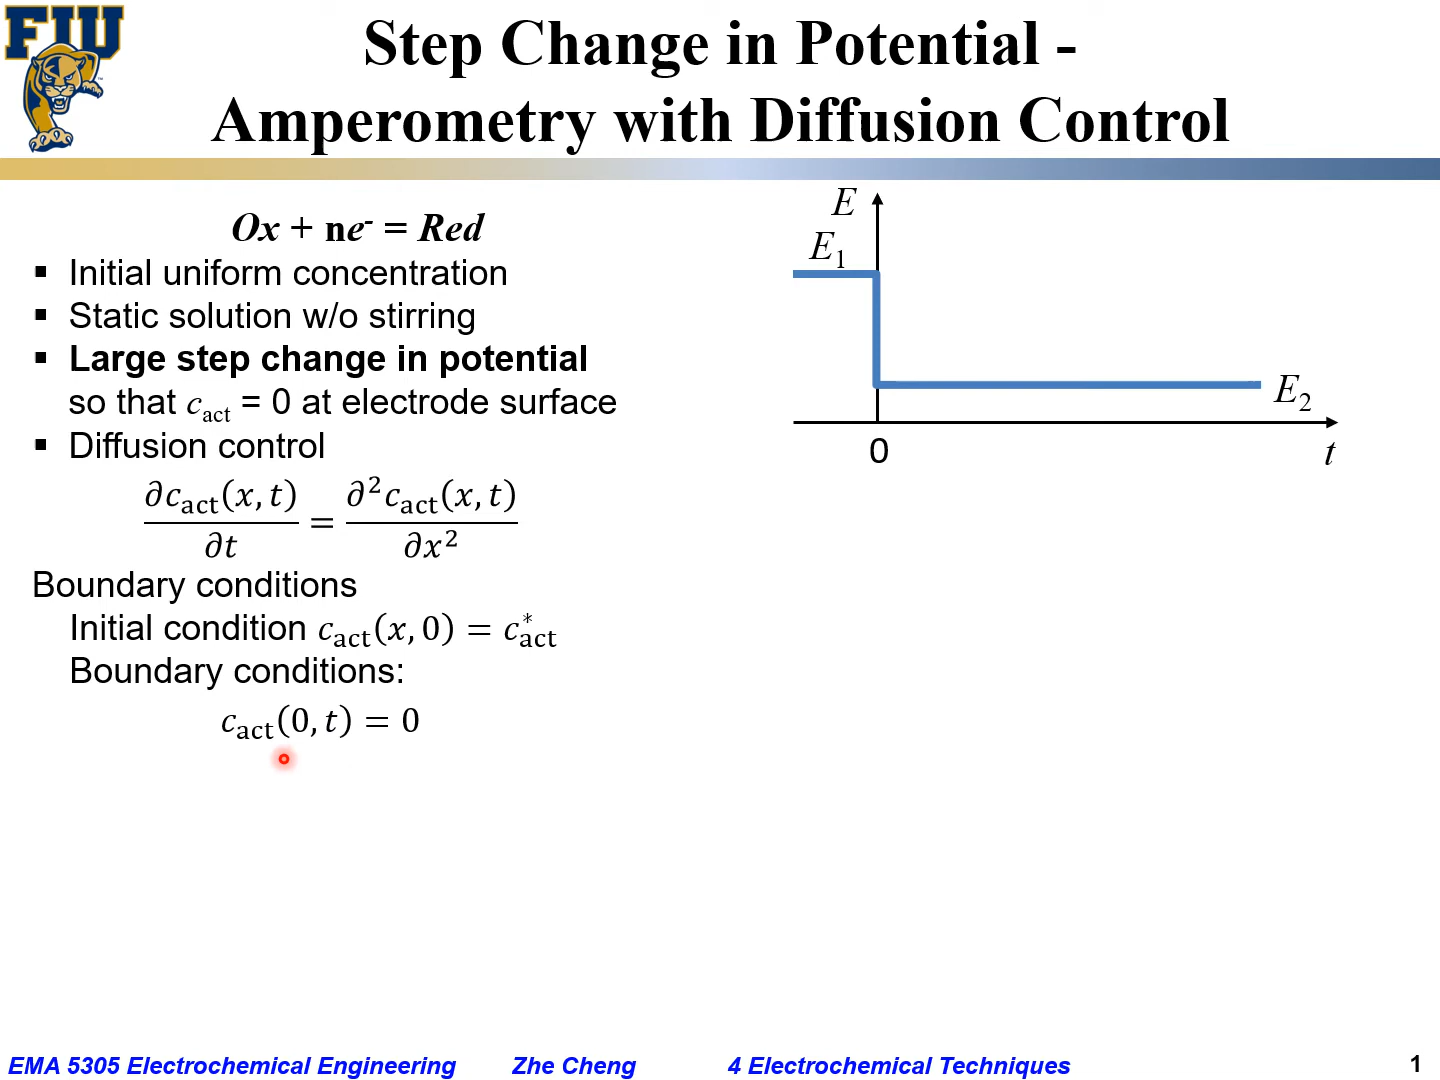 FIU
Step Change in Potential -
Amperometry with Diffusion Control
Ox + ne⁻ = Red
▪ Initial uniform concentration
▪ Static solution w/o stirring
▪ Large step change in potential
so that c_act = 0 at electrode surface
▪ Diffusion control
∂c_act(x, t)/∂t = ∂²c_act(x, t)/∂x²
Boundary conditions
Initial condition c_act(x, 0) = c*_act
Boundary conditions:
c_act(0, t) = 0
E
E₁
E₂
0
t
EMA 5305 Electrochemical Engineering Zhe Cheng 4 Electrochemical Techniques 1